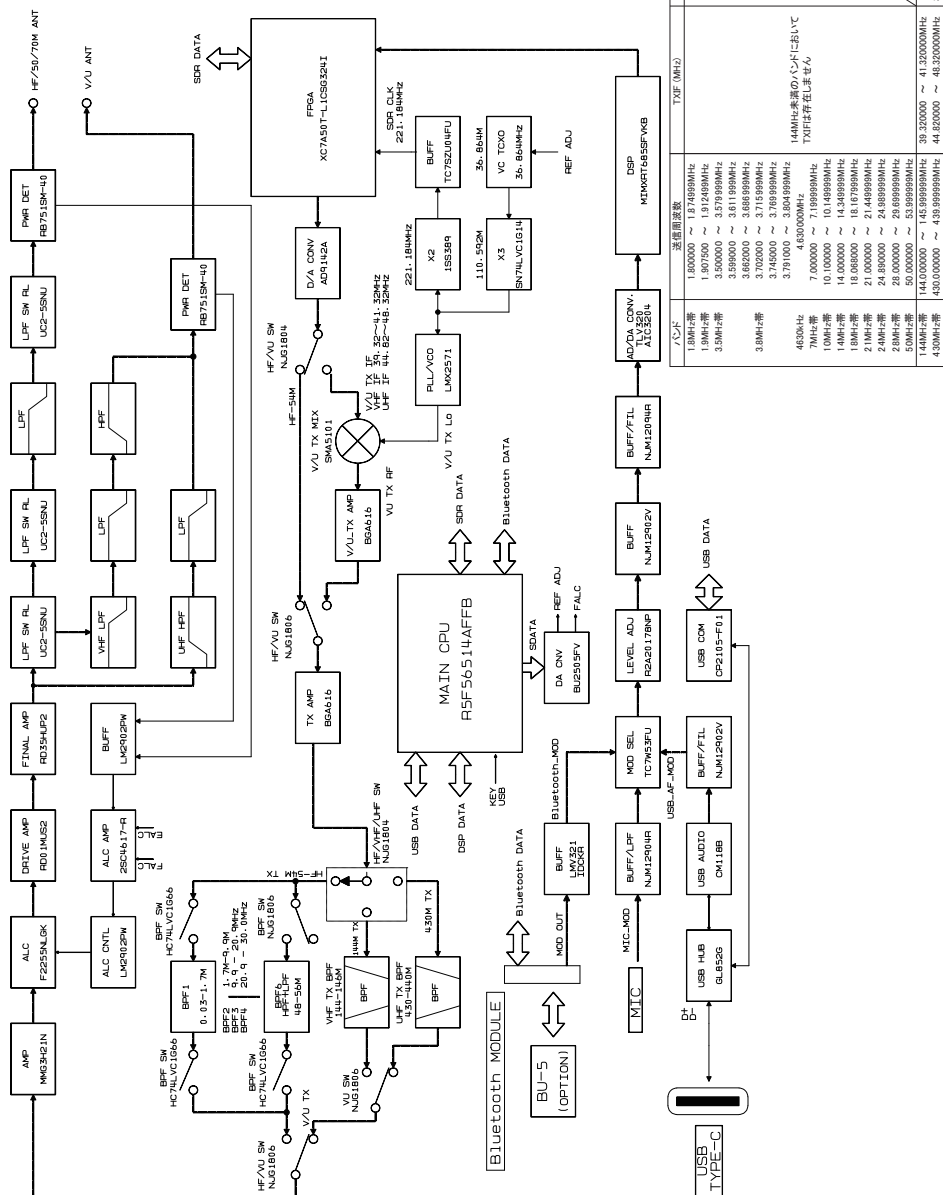 HF/50/70M ANT
V/U ANT
PWR DET
RB751SM-40
LPF SW RL
UC2-5SNU
LPF
LPF SW RL
UC2-5SNU
LPF SW RL
UC2-5SNU
FINAL AMP
RD35HUP2
DRIVE AMP
RD01MUS2
ALC
F2255NLGK
AMP
MMG3H21N
PWR DET
RB751SM-40
HPF
LPF
VHF LPF
LPF
UHF HPF
BUFF
LM2902PW
ALC AMP
2SC4617-R
FALC
EALC
ALC CNTL
LM2902PW
SDR DATA
FPGA
XC7A50T-L1CSG324I
SDR CLK
221.184MHz
BUFF
TC7SZU04FU
36.864M
VC TCXO
36.864MHz
REF ADJ
221.184MHz
X2
1SS389
110.592M
X3
SN74LVC1G14
PLL/VCO
LMX2571
V/U TX Lo
D/A CONV
AD9142A
HF/VU SW
NJG1804
HF-54M
V/U TX IF
VHF IF 39.32~41.32MHz
UHF IF 44.82~48.32MHz
V/U TX MIX
SMA5101
VU TX RF
V/U_TX AMP
BGA616
HF/VU SW
NJG1806
TX AMP
BGA616
HF/VHF/UHF SW
NJG1804
HF-54M TX
144M TX
430M TX
BPF SW
HC74LVC1G66
BPF1
0.03-1.7M
BPF SW
HC74LVC1G66
BPF2 1.7M-9.9M
BPF3 9.9 - 20.9MHz
BPF4 20.9 - 30.0MHz
BPF SW
NJG1806
BPF6
HPF+LPF
48-56M
BPF SW
HC74LVC1G66
VHF TX BPF
144-146M
BPF
UHF TX BPF
430-440M
BPF
VU SW
NJG1806
V/U TX
HF/VU SW
NJG1806
MAIN CPU
R5F56514AFFB
SDR DATA
Bluetooth DATA
SDATA
DA CNV
BU2505FV
REF ADJ
FALC
USB DATA
DSP DATA
KEY
USB
DSP
MIMXRT685SFVKB
AD/DA CONV.
TLV320
AIC3204
BUFF/FIL
NJM12094R
BUFF
NJM12902V
LEVEL ADJ
R2A20178NP
MOD SEL
TC7W53FU
BUFF/LPF
NJM12904R
MIC_MOD
MIC
Bluetooth_MOD
BUFF
LMV321
IDCKR
MOD OUT
Bluetooth DATA
Bluetooth MODULE
BU-5
(OPTION)
USB_AF_MOD
BUFF/FIL
NJM12902V
USB AUDIO
CM118B
USB HUB
GL852G
D+
D-
USB
TYPE-C
USB COM
CP2105-F01
USB DATA
バンド 送信周波数 TXIF (MHz)
1.8MHz帯 1.800000 ~ 1.874999MHz
1.9MHz帯 1.907500 ~ 1.912499MHz
3.5MHz帯 3.500000 ~ 3.579999MHz
3.599000 ~ 3.611999MHz
3.662000 ~ 3.686999MHz
3.8MHz帯 3.702000 ~ 3.715999MHz
3.745000 ~ 3.769999MHz
3.791000 ~ 3.804999MHz
4630kHz 4.630000MHz
7MHz帯 7.000000 ~ 7.199999MHz
10MHz帯 10.100000 ~ 10.149999MHz
14MHz帯 14.000000 ~ 14.349999MHz
18MHz帯 18.068000 ~ 18.167999MHz
21MHz帯 21.000000 ~ 21.449999MHz
24MHz帯 24.890000 ~ 24.989999MHz
28MHz帯 28.000000 ~ 29.699999MHz
50MHz帯 50.000000 ~ 53.999999MHz
144MHz未満のバンドにおいて
TXIFは存在しません
144MHz帯 144.000000 ~ 145.999999MHz 39.320000 ~ 41.320000MHz
430MHz帯 430.000000 ~ 439.999999MHz 44.820000 ~ 48.320000MHz